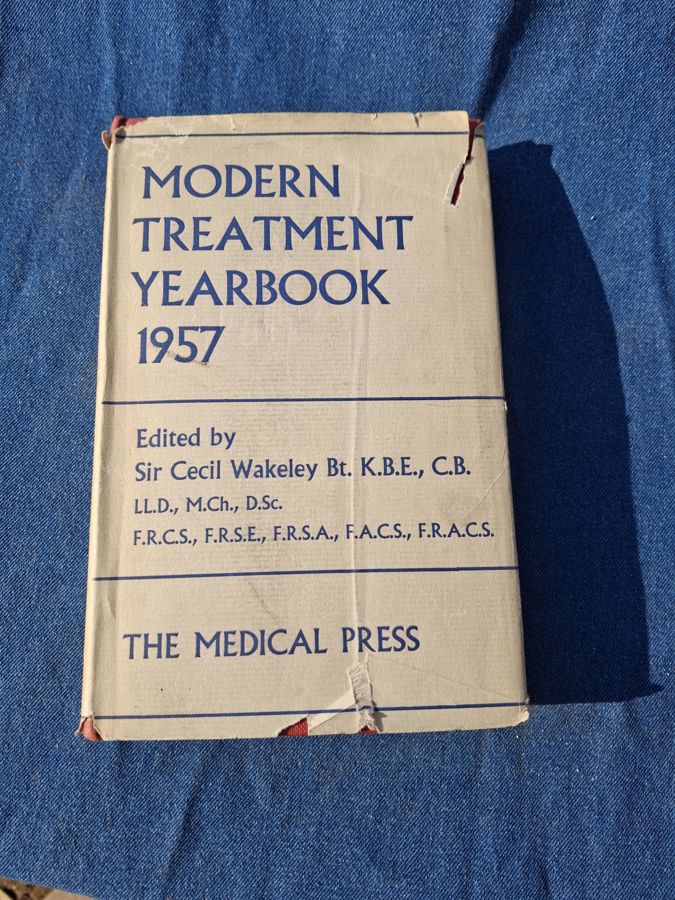 MODERN
TREATMENT
YEARBOOK
1957
Edited by
Sir Cecil Wakeley Bt. K.B.E., C.B.
LL.D., M.Ch., D.Sc.
F.R.C.S., F.R.S.E., F.R.S.A., F.A.C.S., F.R.A.C.S.
THE MEDICAL PRESS